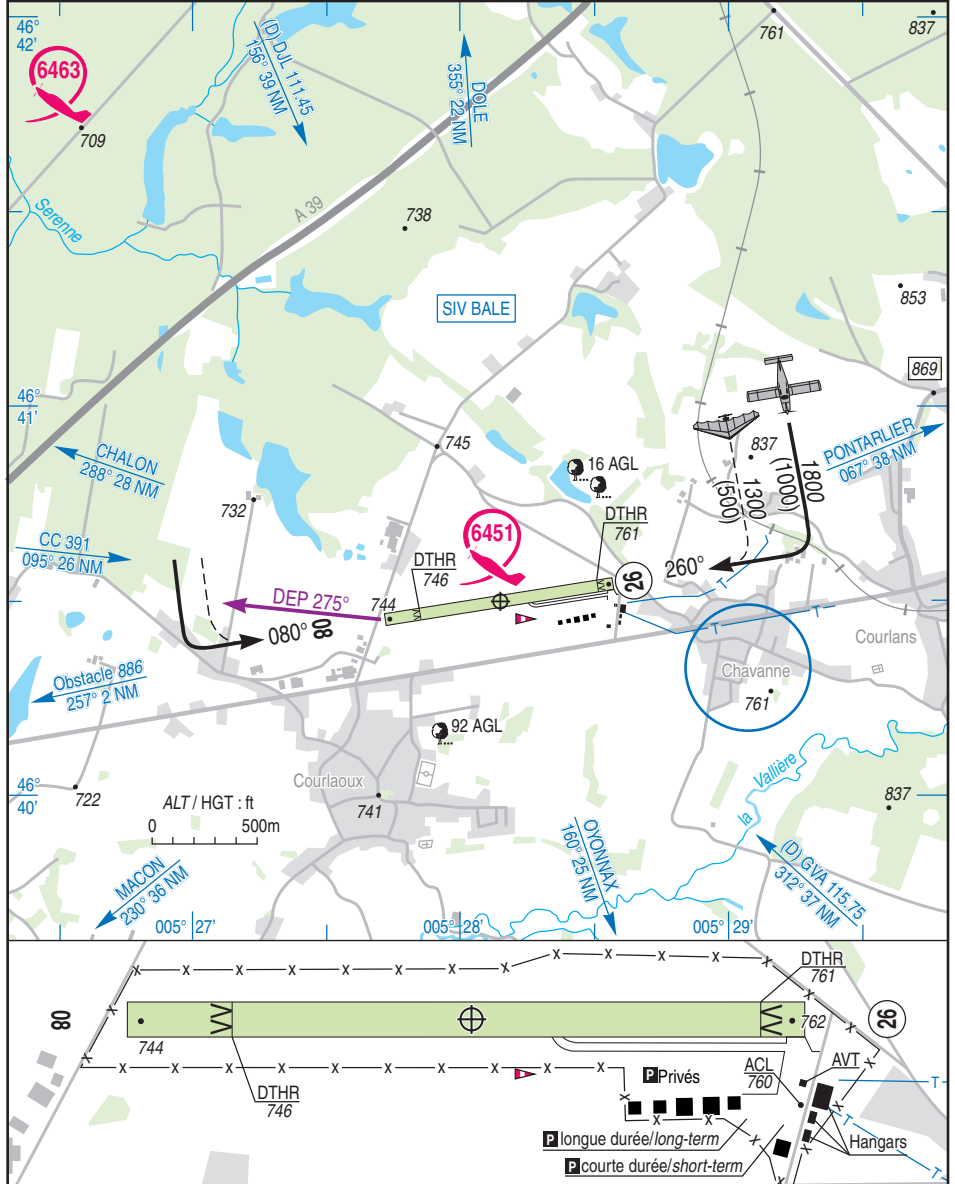 46°
42'
6463
709
(D) DJL 111.45
156° 39 NM
DOLE
355° 22 NM
761
837
Serenne
A 39
738
SIV BALE
853
869
46°
41'
CHALON
288° 28 NM
745
16 AGL
837
1800
(1000)
1300
(500)
PONTARLIER
067° 38 NM
732
DTHR
761
CC 391
095° 26 NM
6451
DTHR
746
26
260°
DEP 275°
744
080°
08
T
T
Courlans
Chavanne
761
Obstacle 886
257° 2 NM
92 AGL
la Vallière
Courlaoux
46°
40'
722
ALT / HGT : ft
0 500m
741
837
MACON
230° 36 NM
OYONNAX
160° 25 NM
(D) GVA 115.75
312° 37 NM
005° 27'
005° 28'
005° 29'
DTHR
761
08
26
744
762
DTHR
746
P Privés
ACL
760
AVT
T
P longue durée/long-term
Hangars
P courte durée/short-term
T